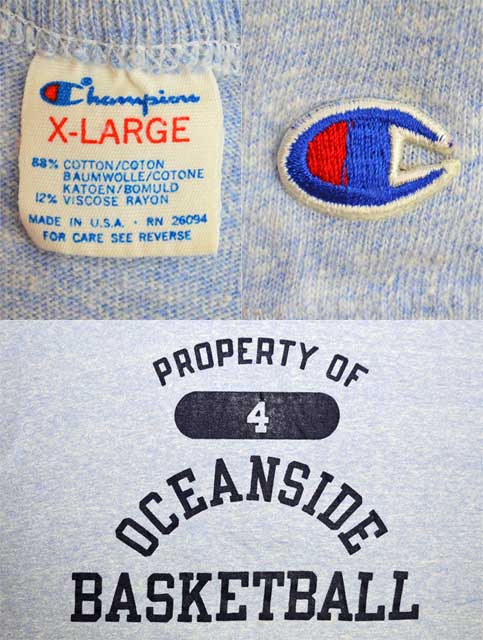 Champion
X-LARGE
88% COTTON/COTON
BAUMWOLLE/COTONE
KATOEN/BOMULD
12% VISCOSE RAYON
MADE IN U.S.A. · RN 26094
FOR CARE SEE REVERSE
PROPERTY OF
4
OCEANSIDE
BASKETBALL